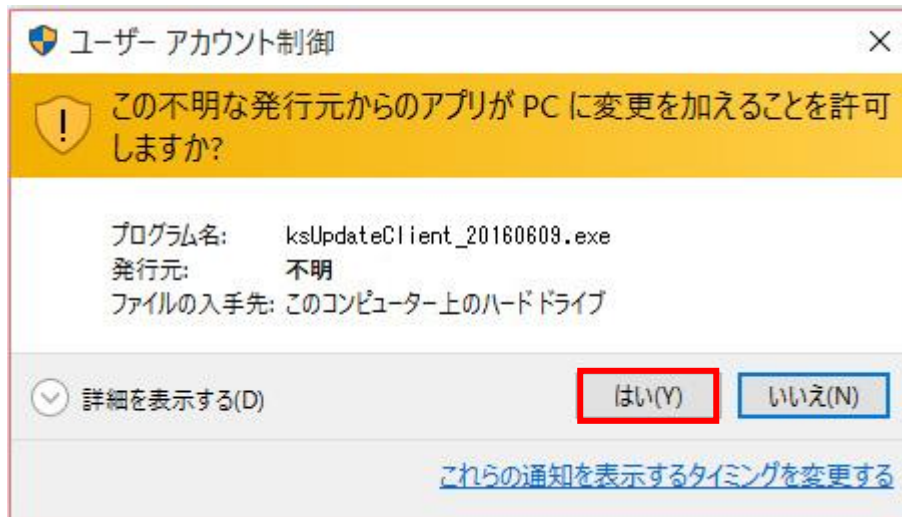 ユーザー アカウント制御
この不明な発行元からのアプリが PC に変更を加えることを許可
しますか?
プログラム名: ksUpdateClient_20160609.exe
発行元: 不明
ファイルの入手先: このコンピューター上のハード ドライブ
詳細を表示する(D) はい(Y) いいえ(N)
これらの通知を表示するタイミングを変更する